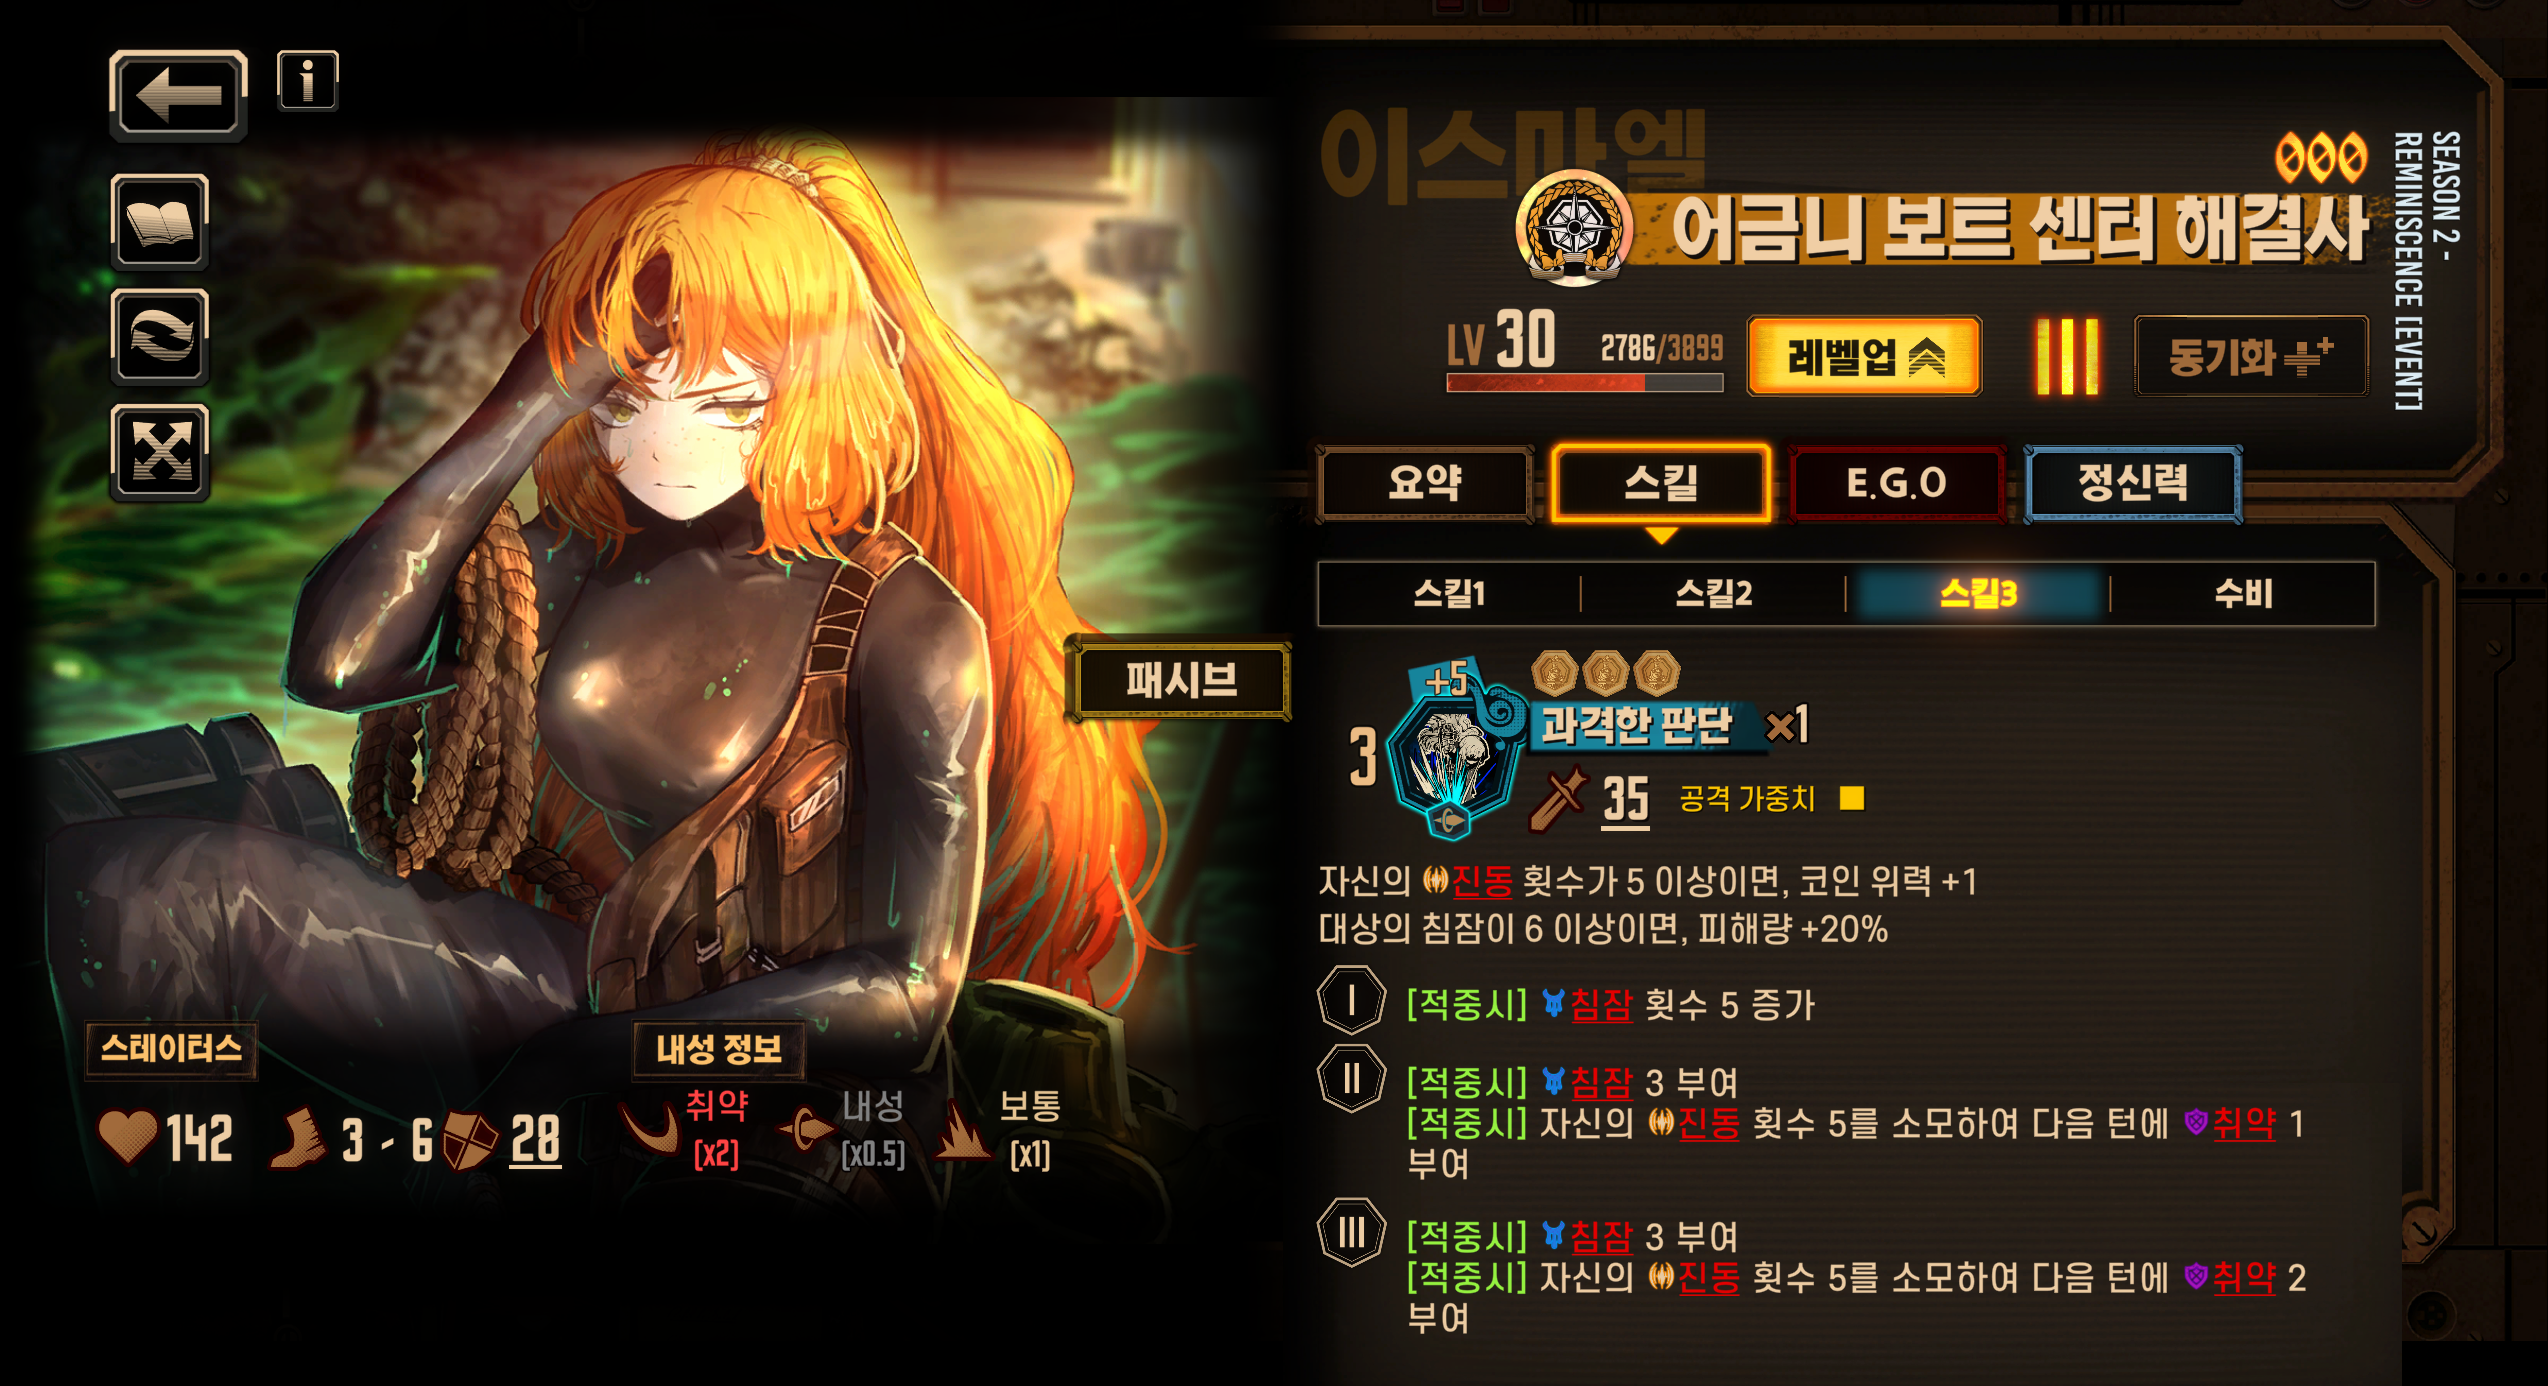 이스마엘
어금니 보트 센터 해결사
SEASON 2 -
REMINISCENCE [EVENT]
LV 30 2786/3899 레벨업 동기화
요약 스킬 E.G.O 정신력
스킬1 스킬2 스킬3 수비
패시브
+5
3 과격한 판단 ×1
35 공격 가중치
자신의 진동 횟수가 5 이상이면, 코인 위력 +1
대상의 침잠이 6 이상이면, 피해량 +20%
I [적중시] 침잠 횟수 5 증가
II [적중시] 침잠 3 부여
[적중시] 자신의 진동 횟수 5를 소모하여 다음 턴에 취약 1
부여
III [적중시] 침잠 3 부여
[적중시] 자신의 진동 횟수 5를 소모하여 다음 턴에 취약 2
부여
스테이터스
142 3 - 6 28
내성 정보
취약 내성 보통
[x2] [x0.5] [x1]